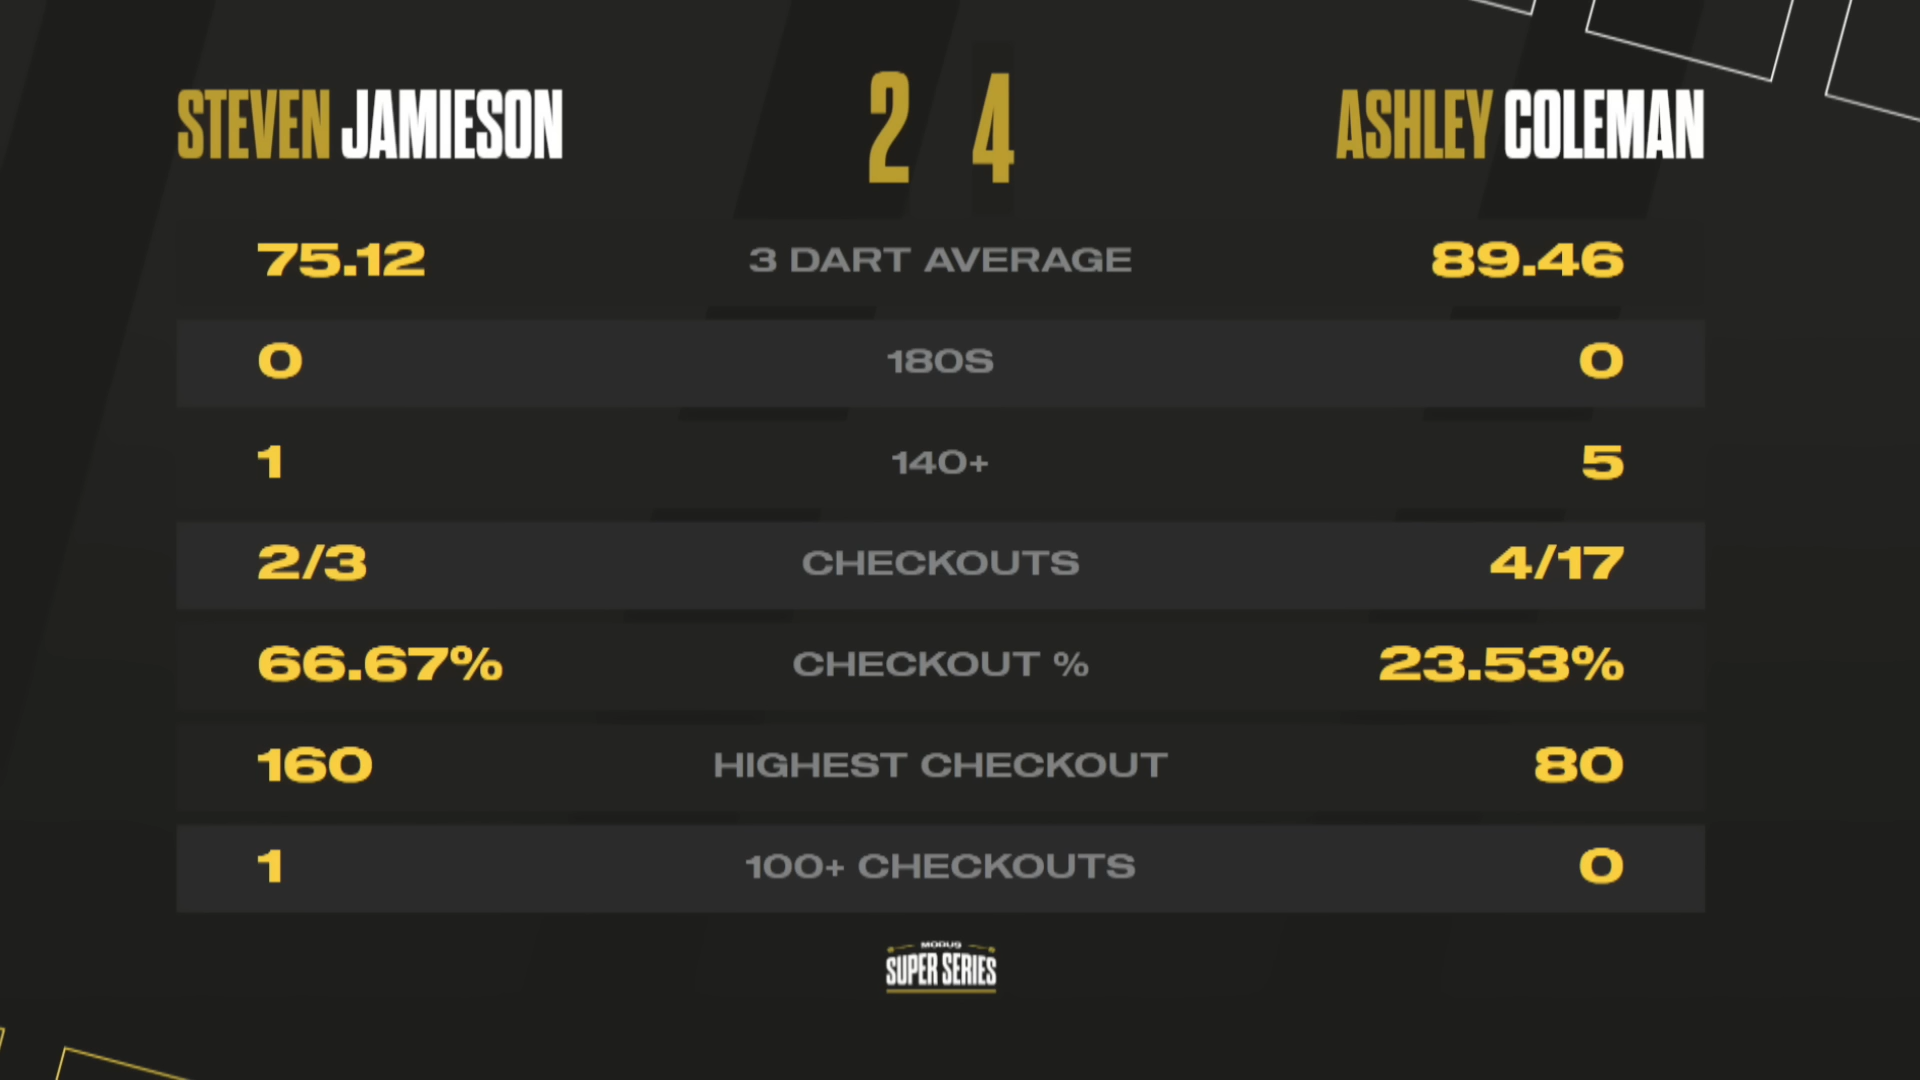 STEVEN JAMIESON 2 4 ASHLEY COLEMAN
75.12 3 DART AVERAGE 89.46
0 180S 0
1 140+ 5
2/3 CHECKOUTS 4/17
66.67% CHECKOUT % 23.53%
160 HIGHEST CHECKOUT 80
1 100+ CHECKOUTS 0
MODUS
SUPER SERIES